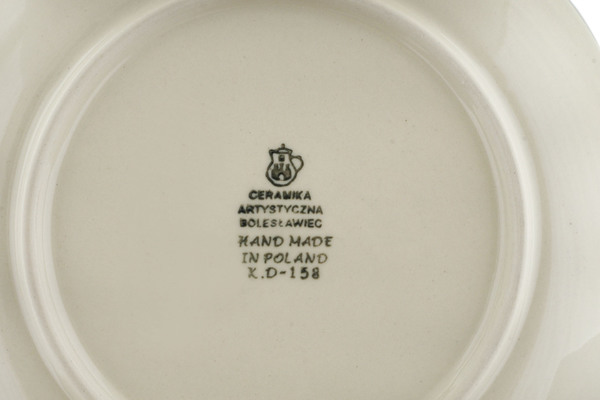 CERAMIKA
ARTYSTYCZNA
BOLESŁAWIEC
HAND MADE
IN POLAND
K.D-158